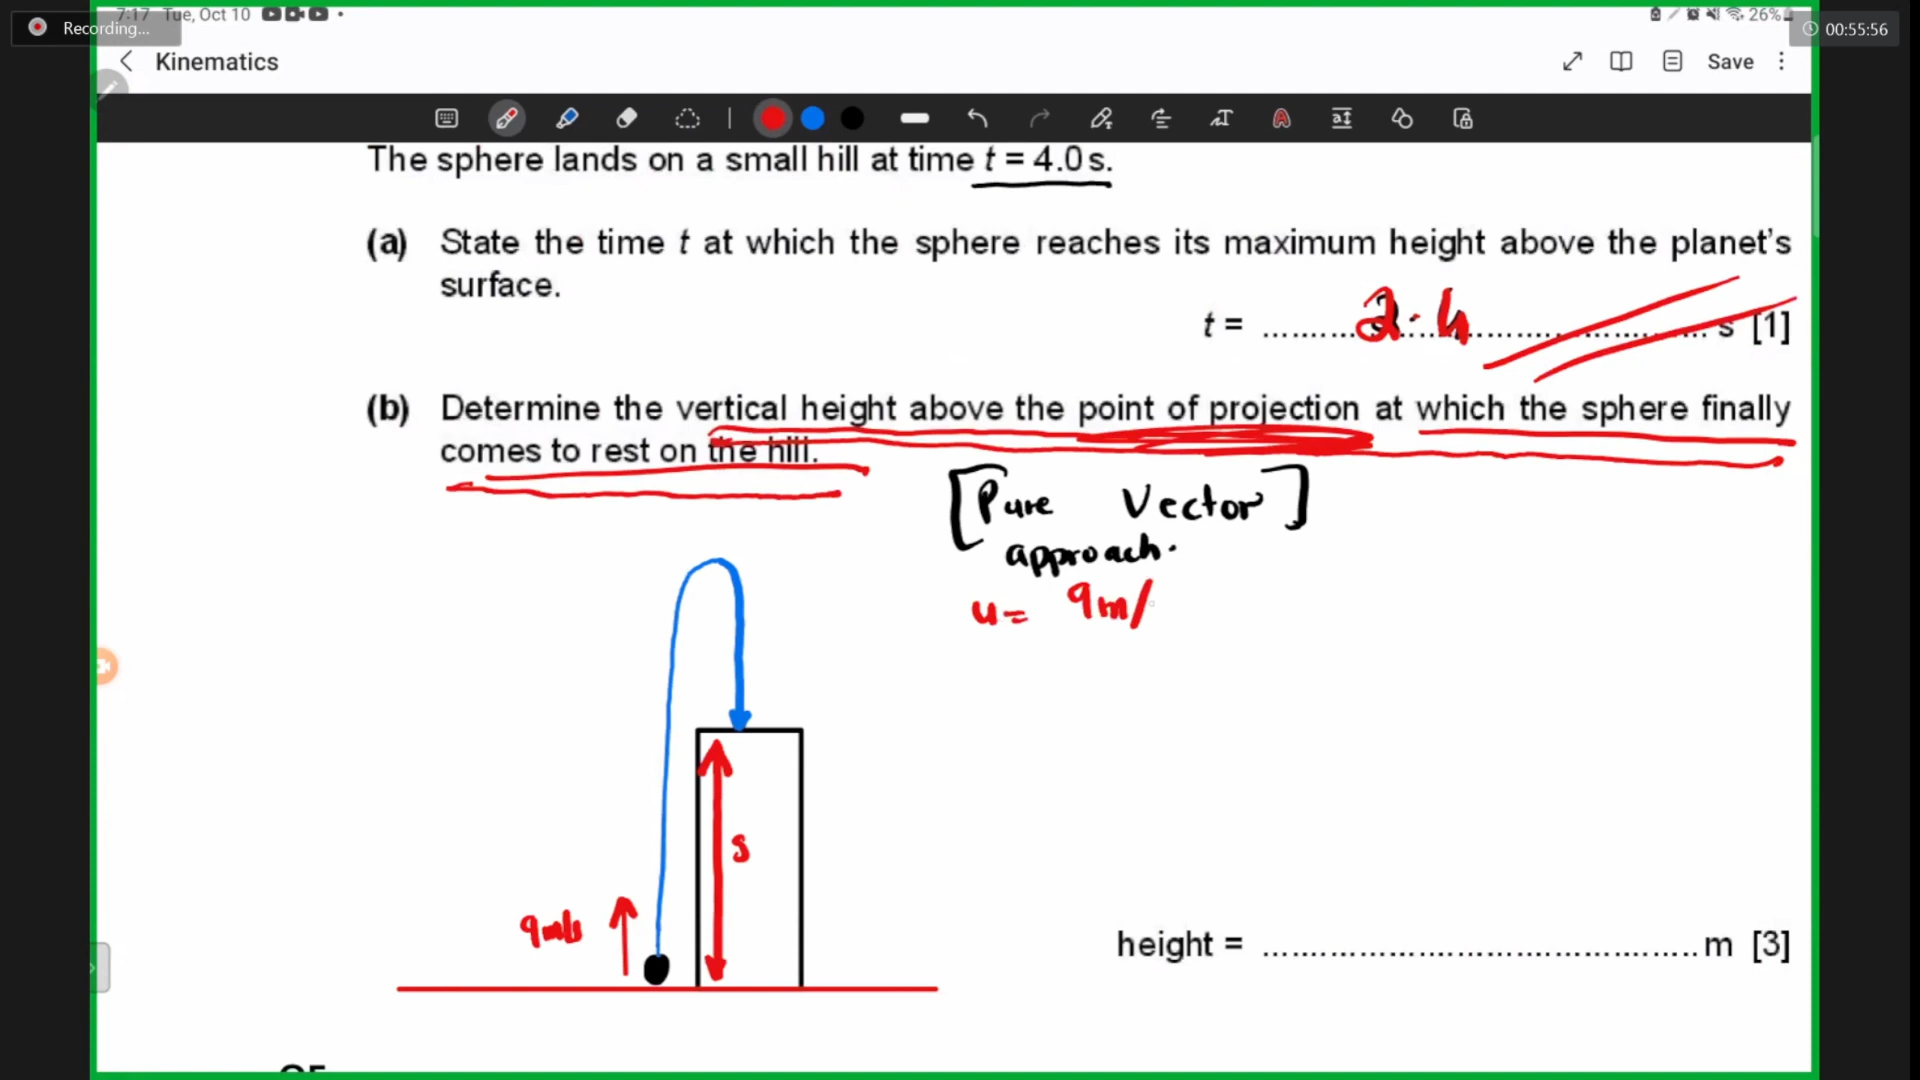 7:17 Tue, Oct 10
26%
Recording...
00:55:56
Kinematics
Save
The sphere lands on a small hill at time t = 4.0 s.
(a) State the time t at which the sphere reaches its maximum height above the planet's
surface.
t = 2.4 s [1]
(b) Determine the vertical height above the point of projection at which the sphere finally
comes to rest on the hill.
[Pure Vector]
approach.
u = 9m/
s
9m/s
height = ........................................ m [3]